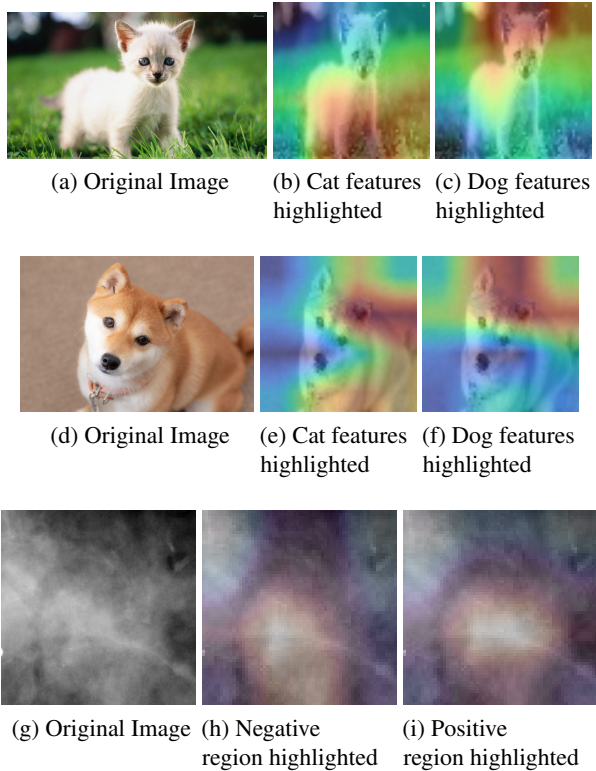 (a) Original Image
(b) Cat features
highlighted
(c) Dog features
highlighted
(d) Original Image
(e) Cat features
highlighted
(f) Dog features
highlighted
(g) Original Image
(h) Negative
region highlighted
(i) Positive
region highlighted